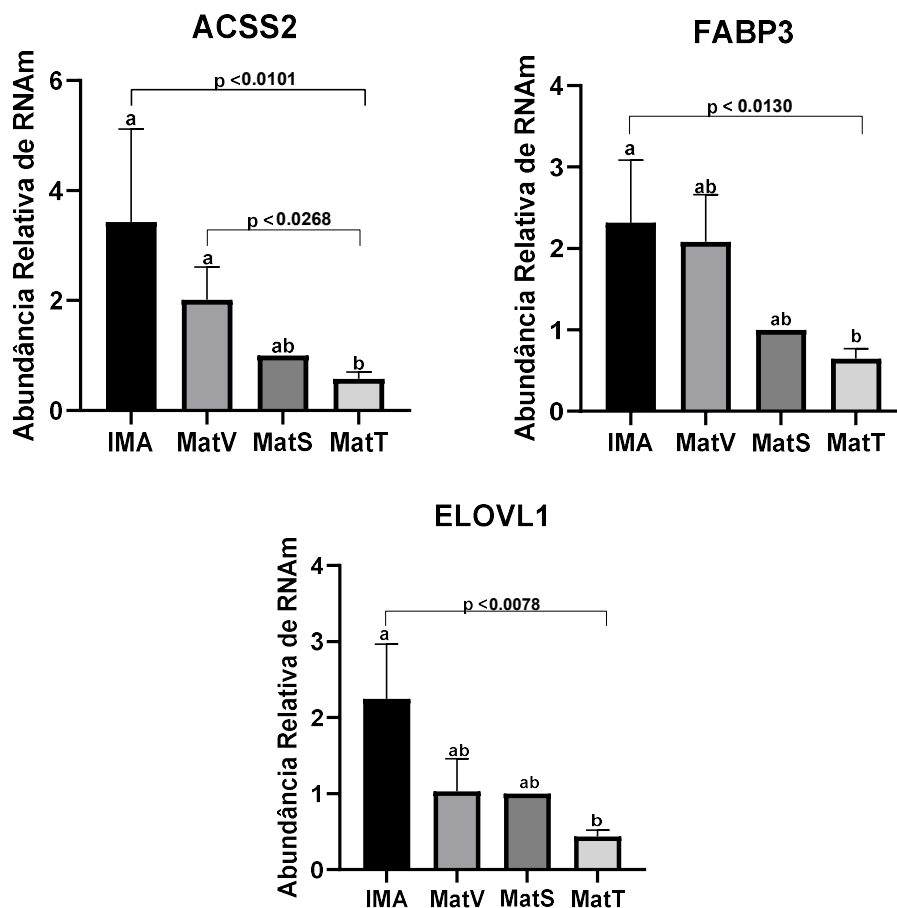 ACSS2
Abundância Relativa de RNAm
6
4
2
0
p <0.0101
p <0.0268
a
a
ab
b
IMA MatV MatS MatT
FABP3
Abundância Relativa de RNAm
4
3
2
1
0
p < 0.0130
a
ab
ab
b
IMA MatV MatS MatT
ELOVL1
Abundância Relativa de RNAm
4
3
2
1
0
p <0.0078
a
ab
ab
b
IMA MatV MatS MatT